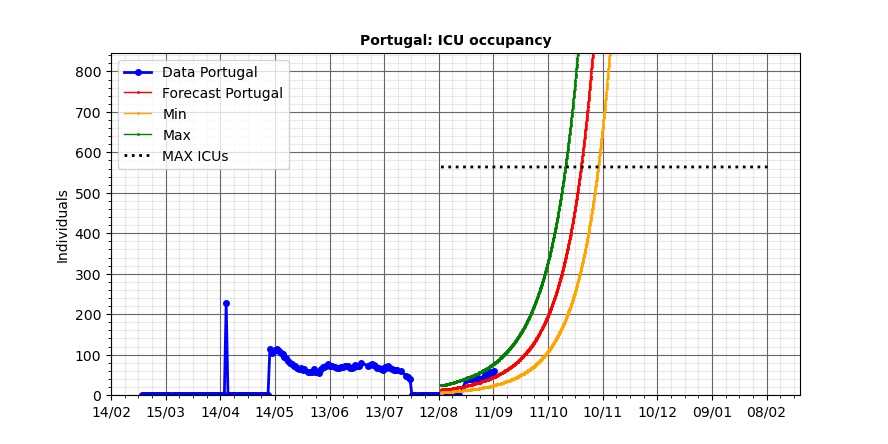 Portugal: ICU occupancy
Data Portugal
Forecast Portugal
Min
Max
MAX ICUs
Individuals
800
700
600
500
400
300
200
100
0
14/02 15/03 14/04 14/05 13/06 13/07 12/08 11/09 11/10 10/11 10/12 09/01 08/02